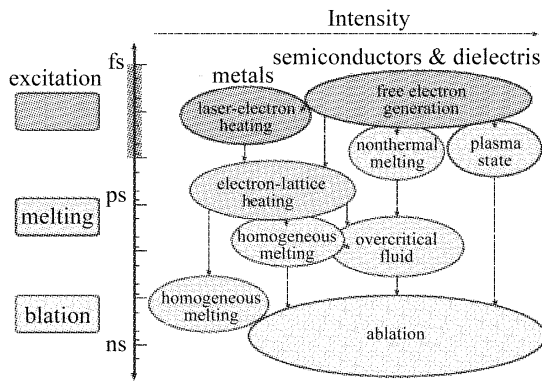 Intensity
semiconductors & dielectris
fs
metals
excitation
laser-electron
heating
free electron
generation
nonthermal
melting
plasma
state
ps
electron-lattice
heating
melting
homogeneous
melting
overcritical
fluid
homogeneous
melting
blation
ablation
ns